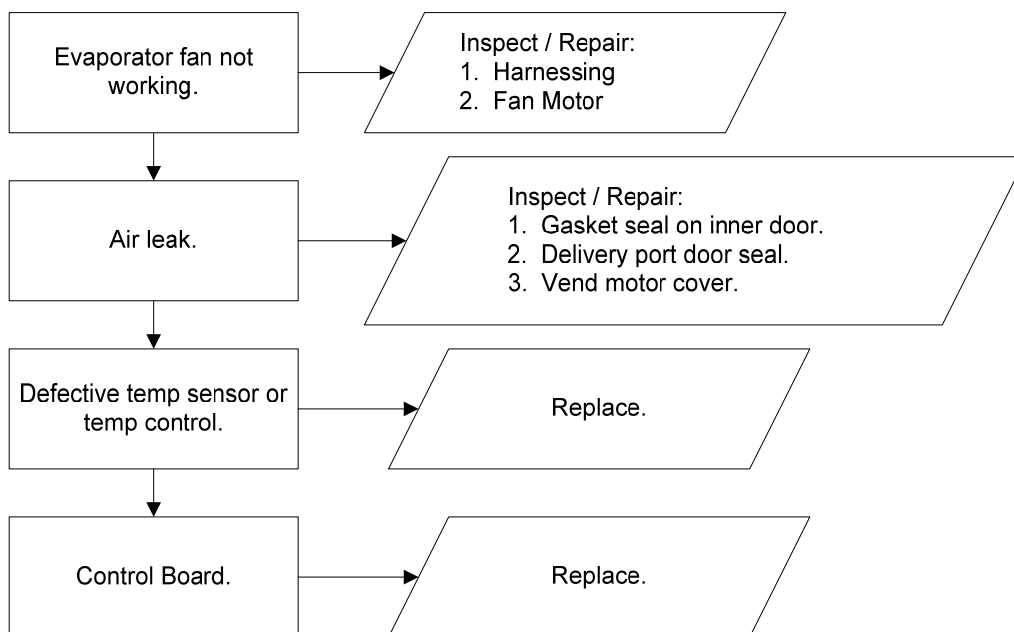 Evaporator fan not
working.
Inspect / Repair:
1. Harnessing
2. Fan Motor
Air leak.
Inspect / Repair:
1. Gasket seal on inner door.
2. Delivery port door seal.
3. Vend motor cover.
Defective temp sensor or
temp control.
Replace.
Control Board.
Replace.